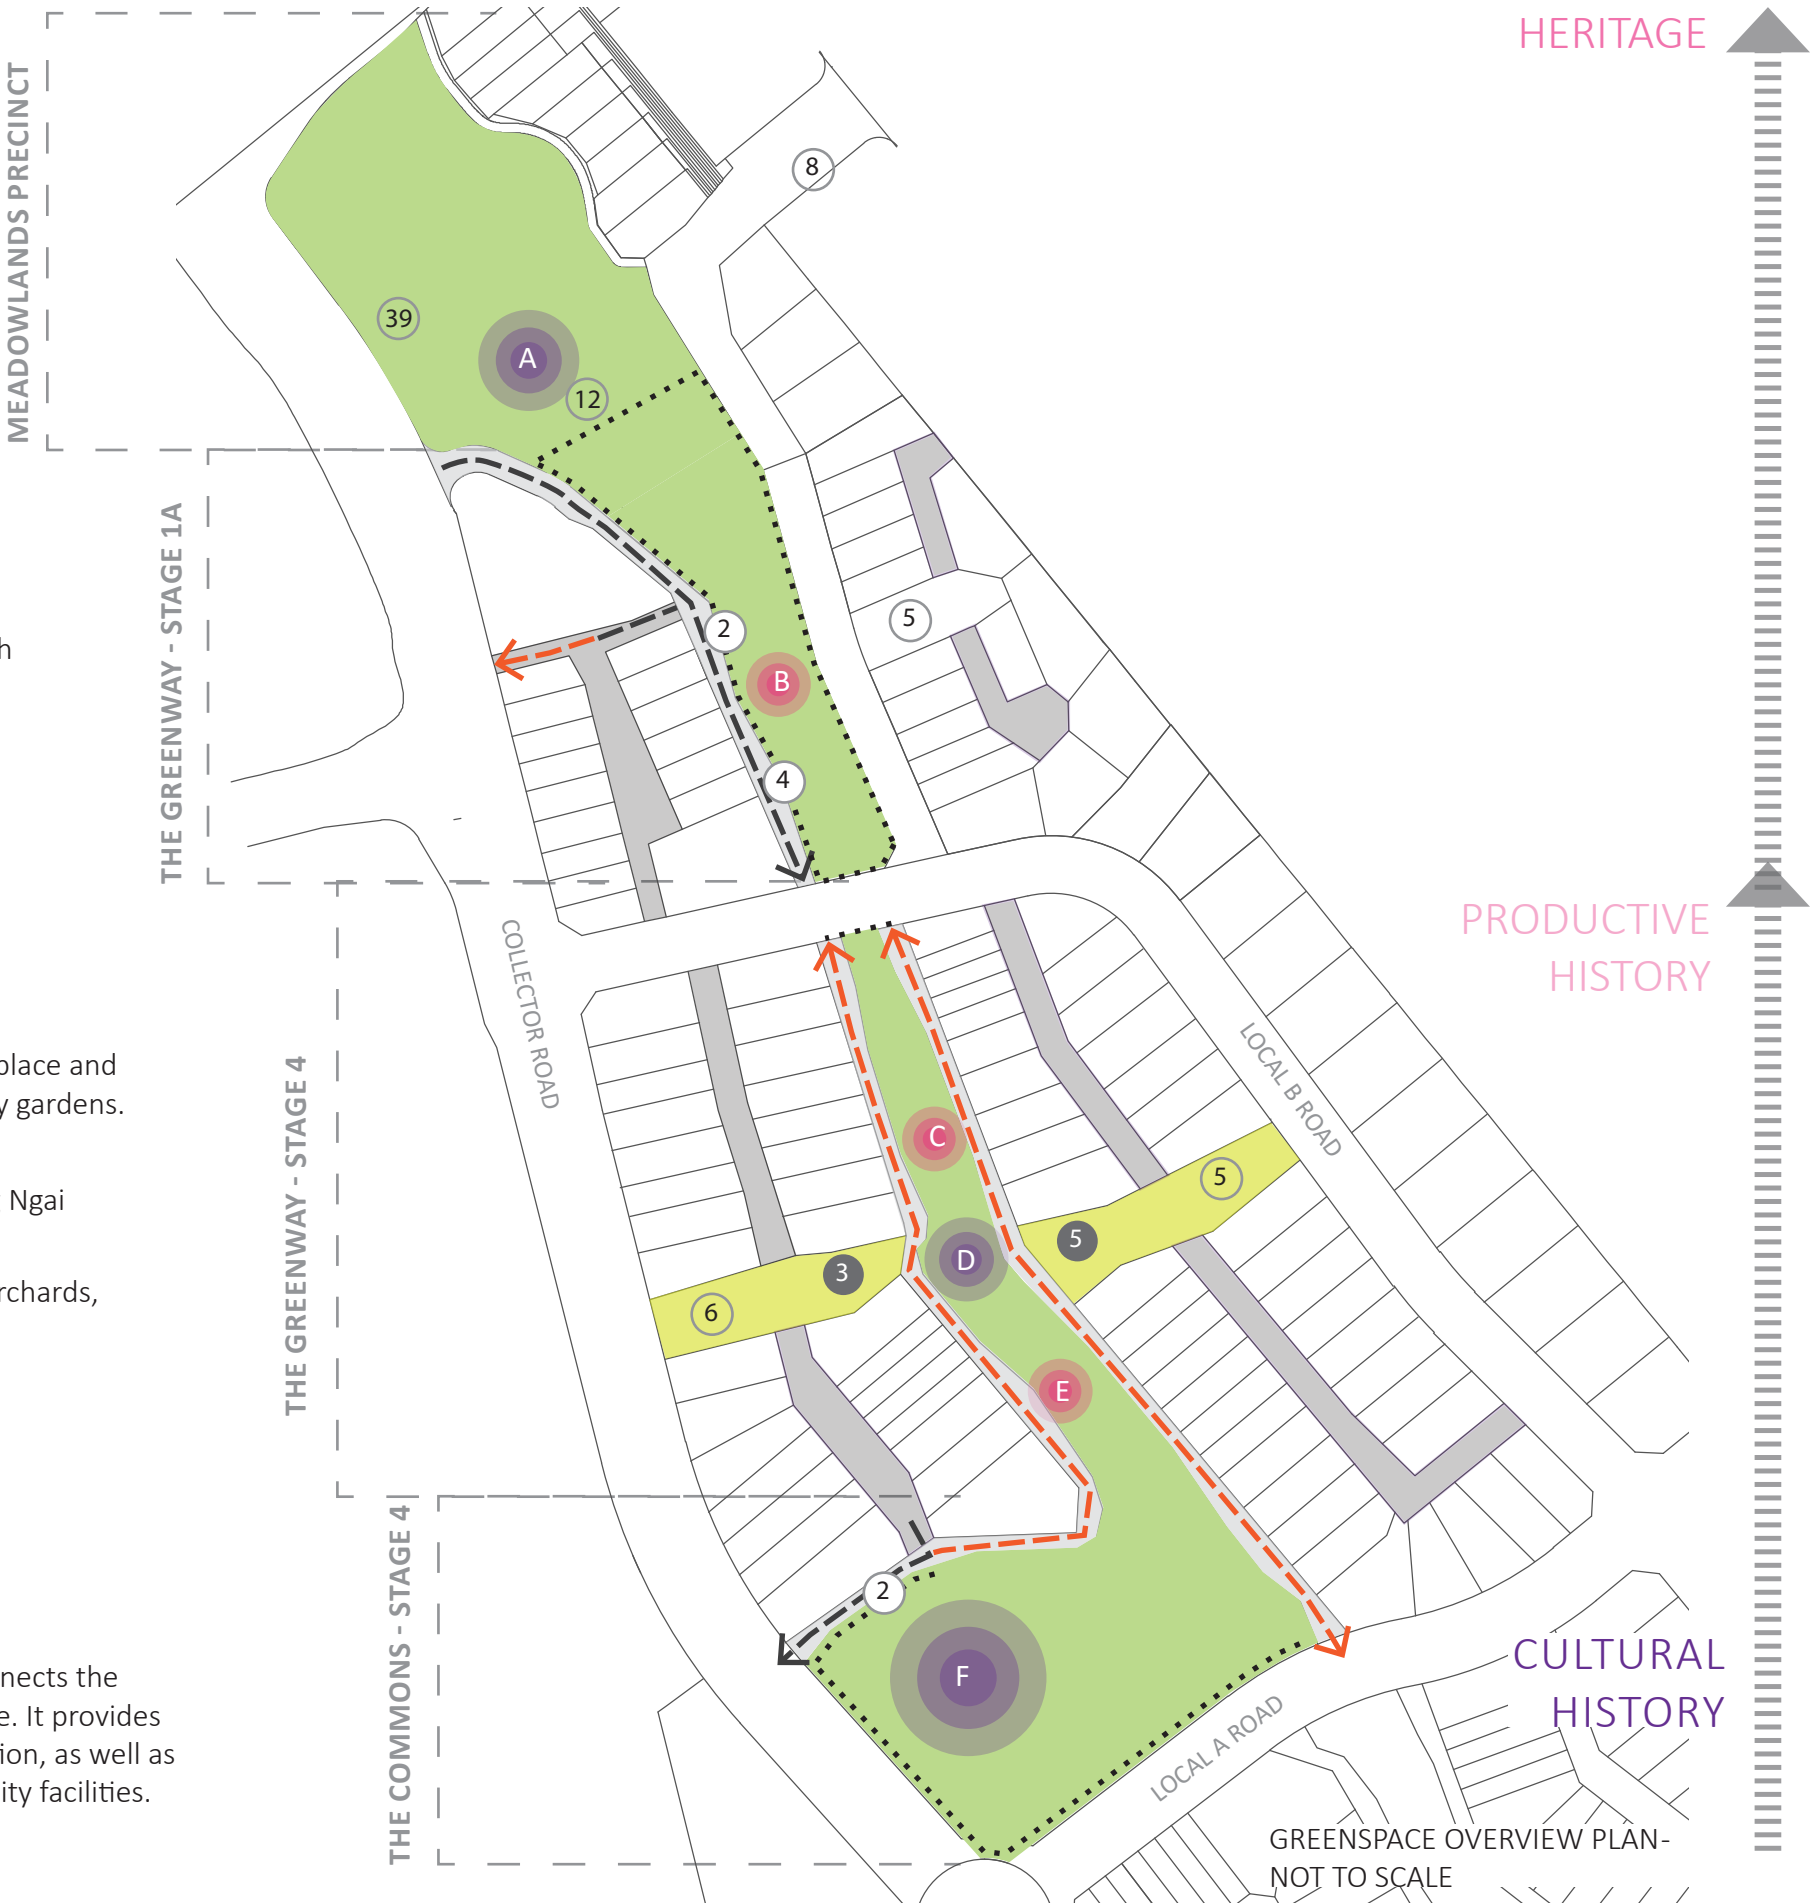 HERITAGE
MEADOWLANDS PRECINCT
8
39
A
12
THE GREENWAY - STAGE 1A
2
5
B
4
PRODUCTIVE
HISTORY
COLLECTOR ROAD
LOCAL B ROAD
place and
y gardens.
THE GREENWAY - STAGE 4
C
5
Ngai
D
5
3
6
rchards,
E
THE COMMONS - STAGE 4
2
F
CULTURAL
HISTORY
nects the
e. It provides
ion, as well as
ity facilities.
LOCAL A ROAD
GREENSPACE OVERVIEW PLAN-
NOT TO SCALE